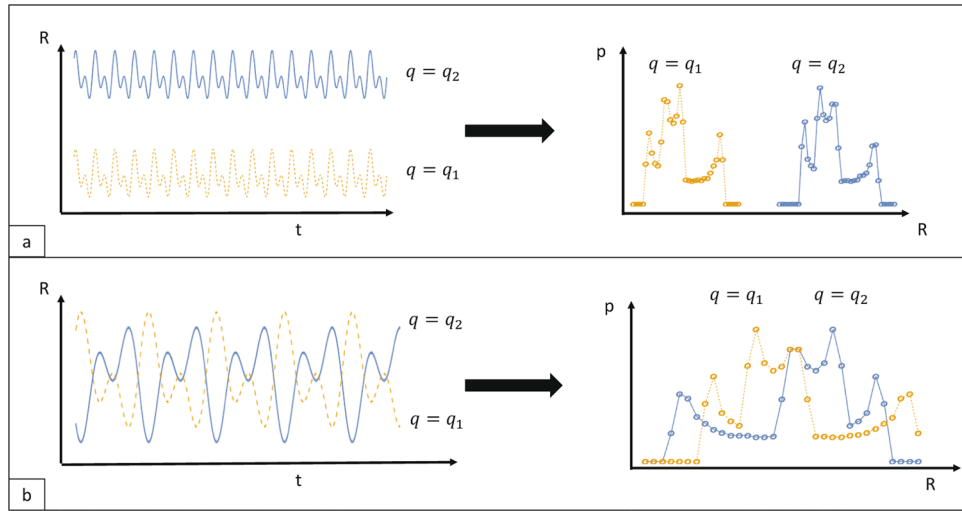 R
q = q₂
q = q₁
t
p
q = q₁
q = q₂
R
a
R
q = q₂
q = q₁
t
p
q = q₁
q = q₂
R
b